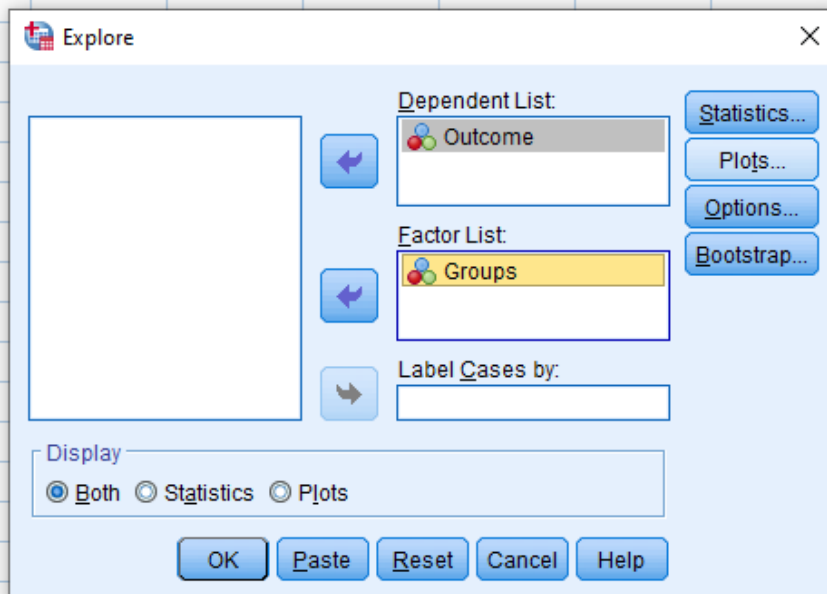 Explore
Dependent List:
Outcome
Factor List:
Groups
Label Cases by:
Statistics...
Plots...
Options...
Bootstrap...
Display
Both Statistics Plots
OK Paste Reset Cancel Help